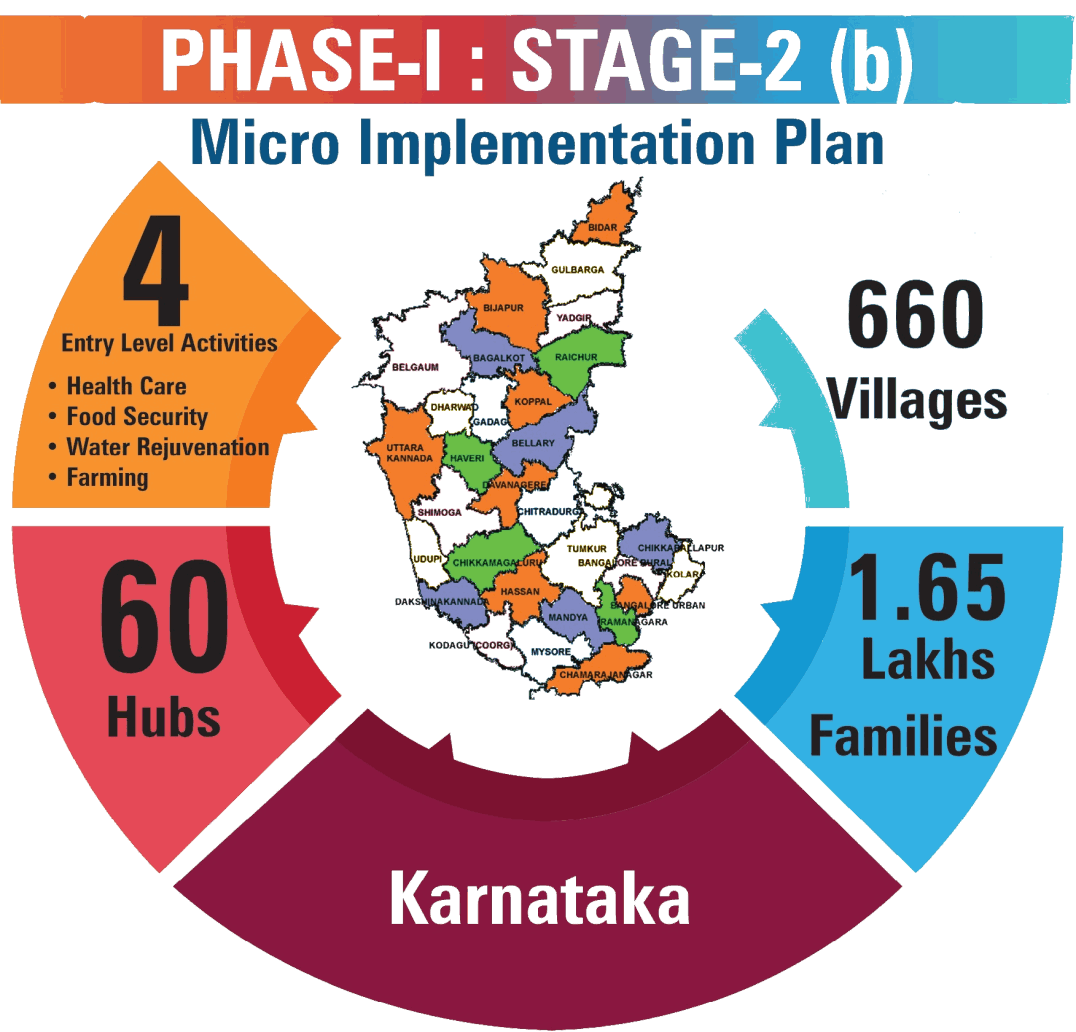 PHASE-I : STAGE-2 (b)
Micro Implementation Plan
4
Entry Level Activities
• Health Care
• Food Security
• Water Rejuvenation
• Farming
60
Hubs
Karnataka
660
Villages
1.65
Lakhs
Families
BIDAR
GULBARGA
BIJAPUR
YADGIR
BAGALKOT
RAICHUR
BELGAUM
KOPPAL
DHARWAD
GADAG
BELLARY
UTTARA
KANNADA
HAVERI
DAVANAGERE
SHIMOGA
CHITRADURG
UDUPI
CHIKKAMAGALURU
TUMKUR
CHIKKABALLAPUR
BANGALORE RURAL
KOLAR
HASSAN
DAKSHINAKANNADA
MANDYA
BANGALORE URBAN
RAMANAGARA
KODAGU (COORG)
MYSORE
CHAMARAJANAGAR